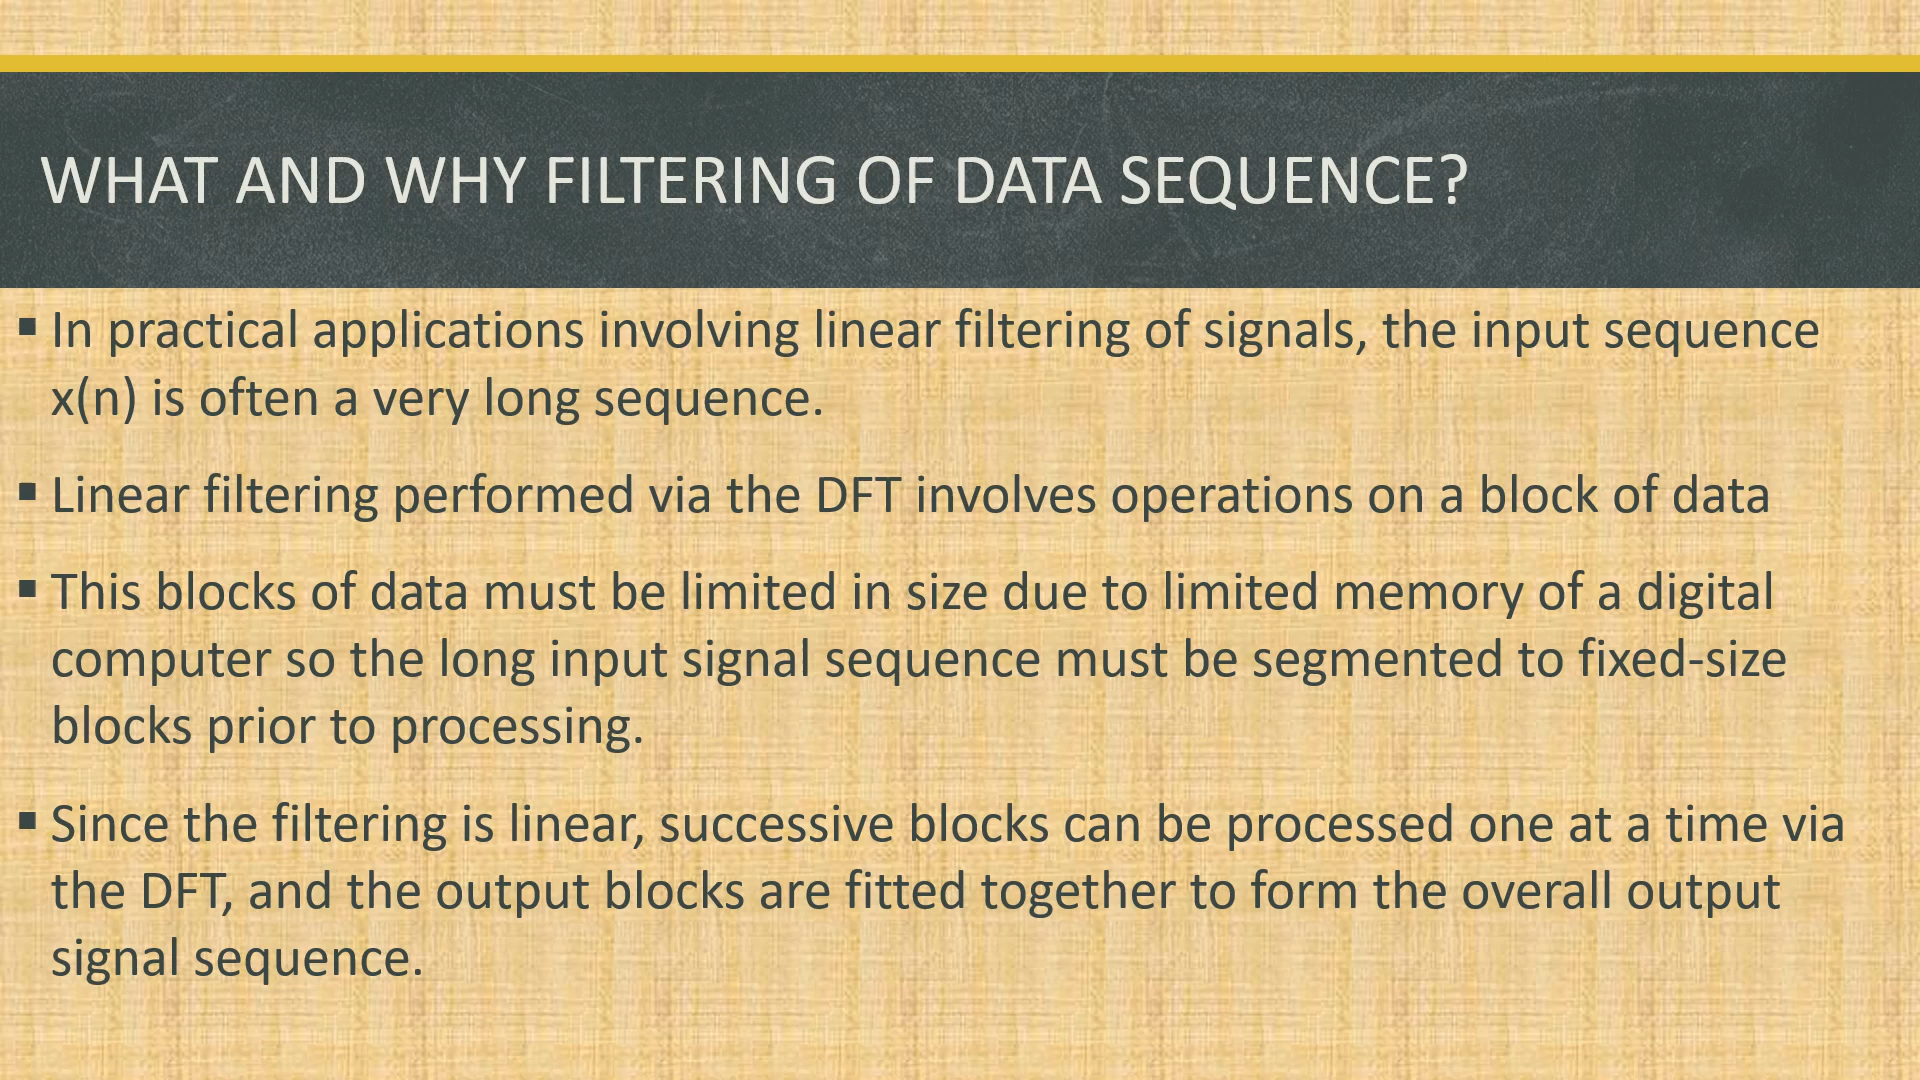 WHAT AND WHY FILTERING OF DATA SEQUENCE?
▪ In practical applications involving linear filtering of signals, the input sequence
x(n) is often a very long sequence.
▪ Linear filtering performed via the DFT involves operations on a block of data
▪ This blocks of data must be limited in size due to limited memory of a digital
computer so the long input signal sequence must be segmented to fixed-size
blocks prior to processing.
▪ Since the filtering is linear, successive blocks can be processed one at a time via
the DFT, and the output blocks are fitted together to form the overall output
signal sequence.